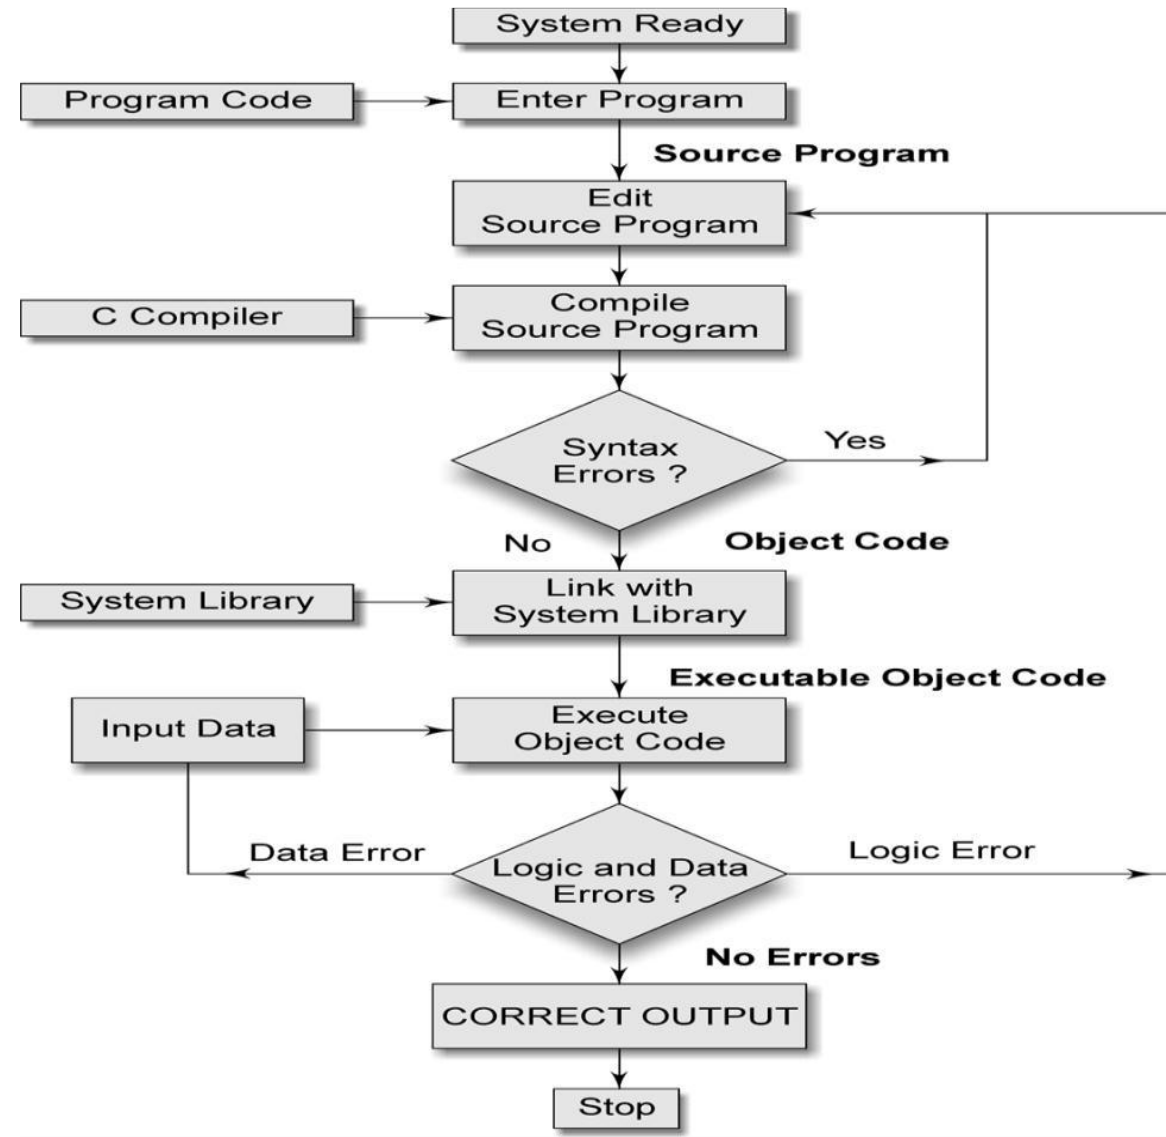 System Ready
Program Code
Enter Program
Source Program
Edit
Source Program
C Compiler
Compile
Source Program
Syntax
Errors ?
Yes
No
Object Code
System Library
Link with
System Library
Executable Object Code
Input Data
Execute
Object Code
Data Error
Logic and Data
Errors ?
Logic Error
No Errors
CORRECT OUTPUT
Stop